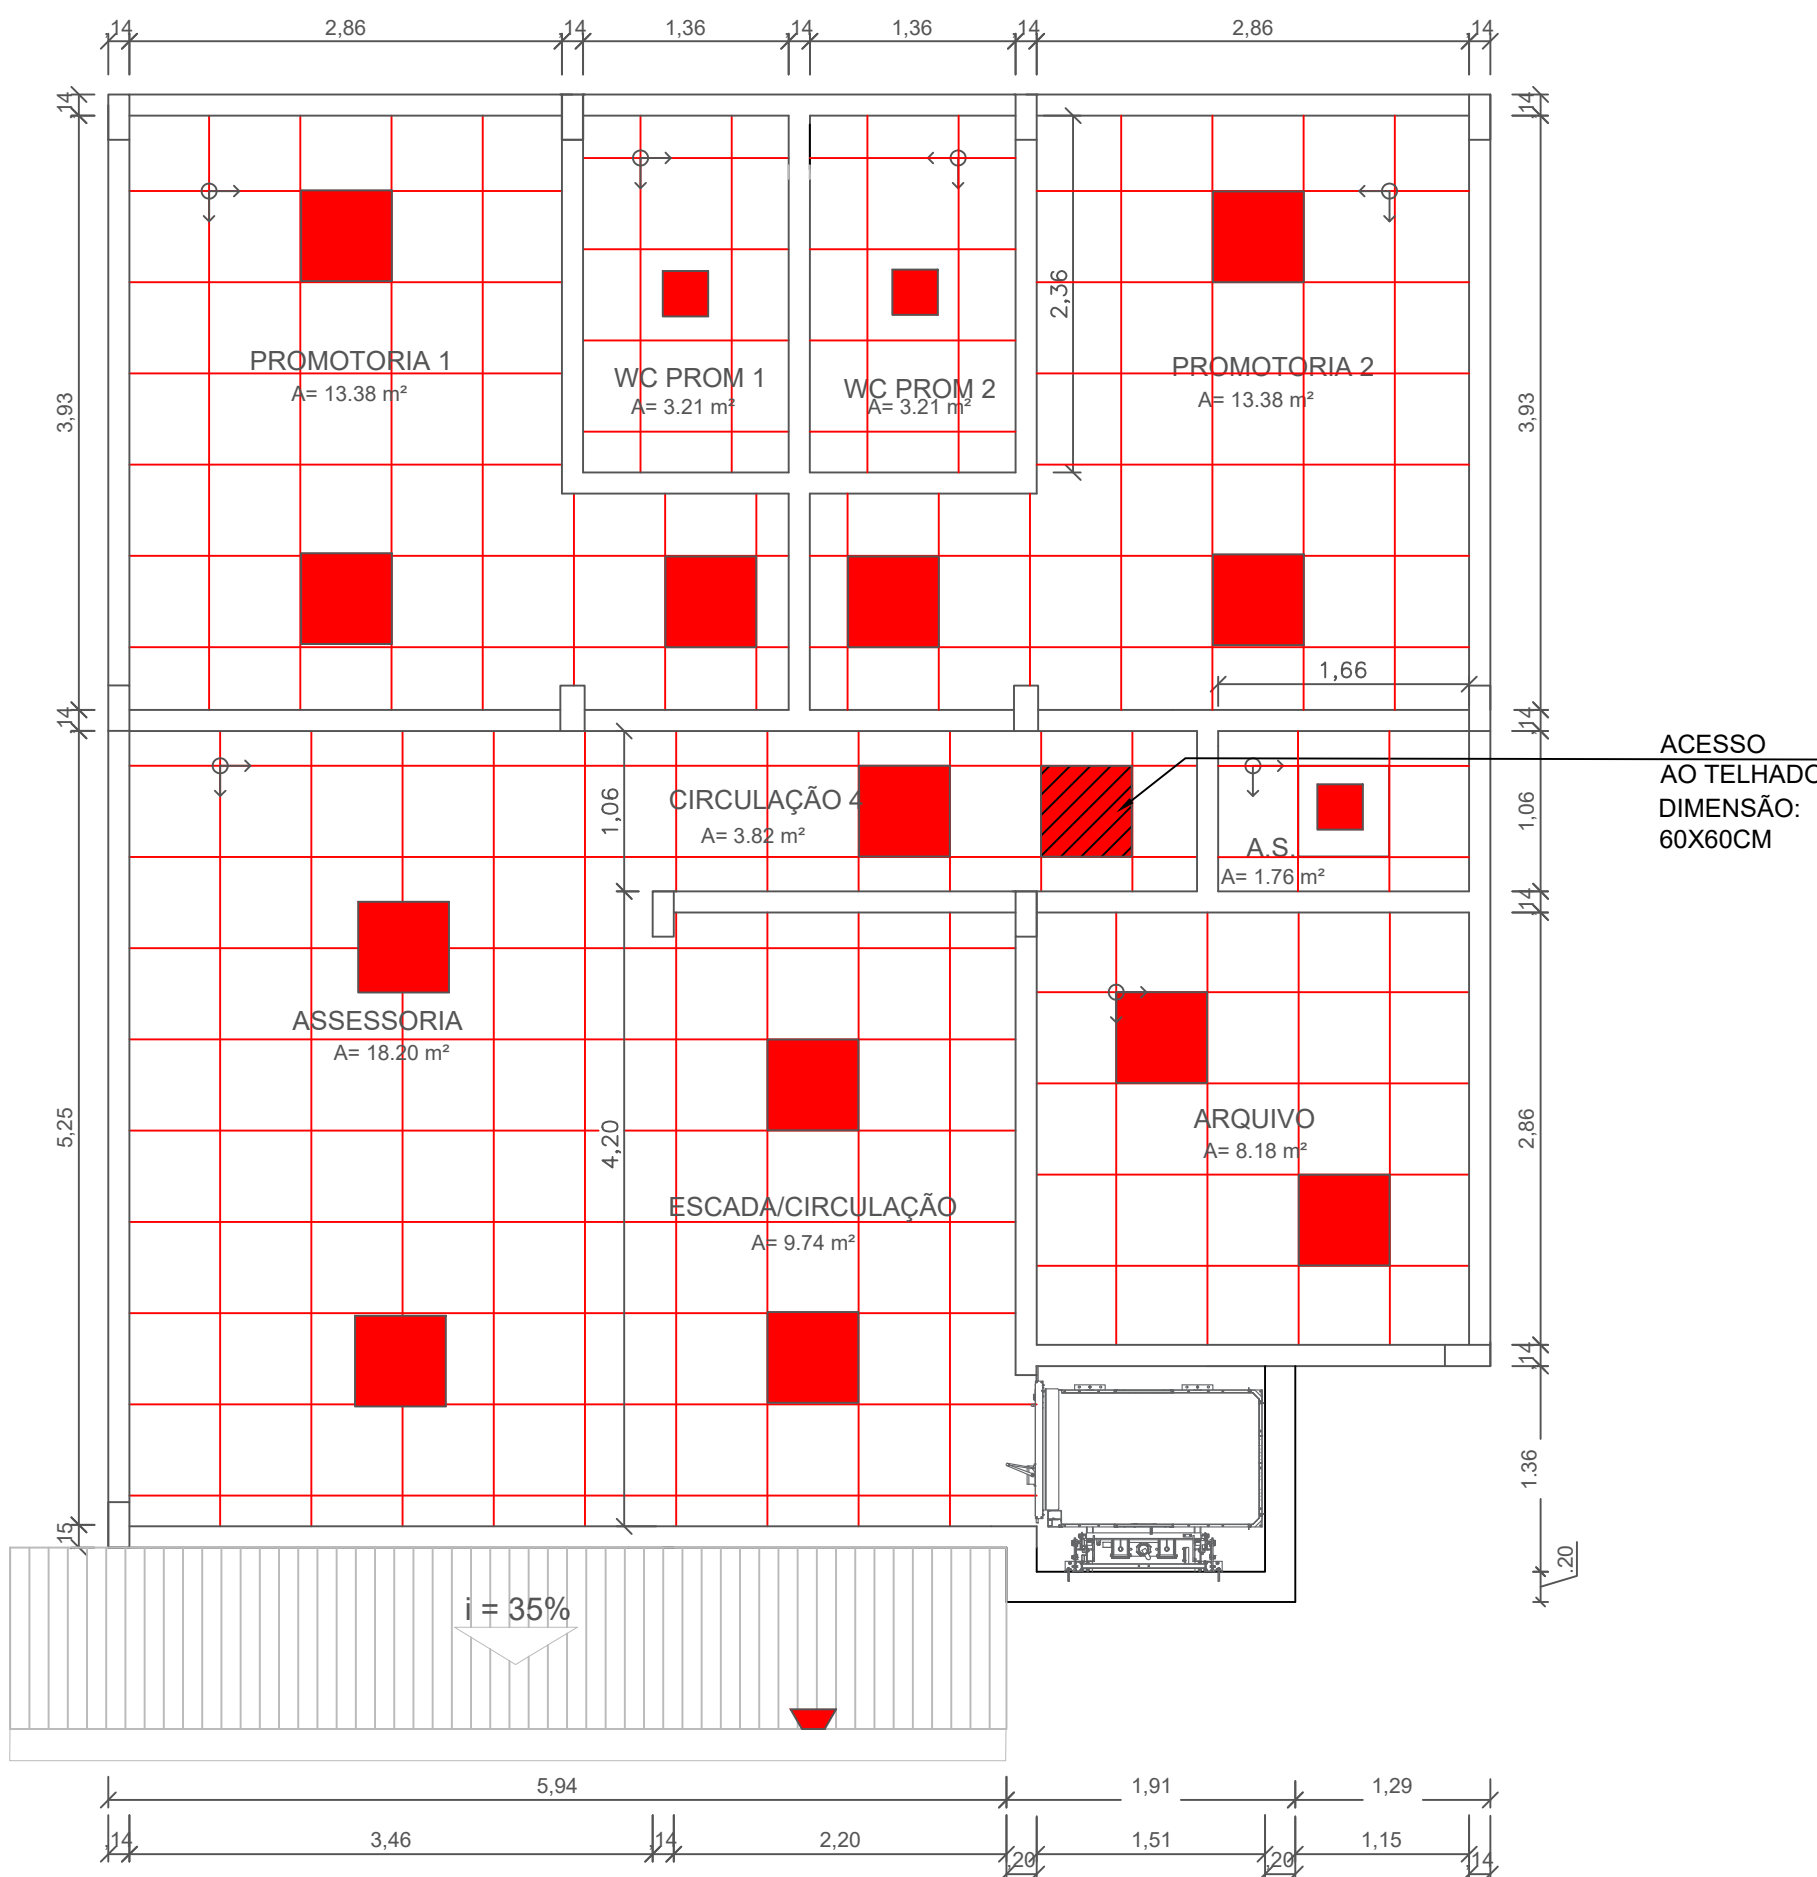 ,14 2,86 ,14 1,36 ,14 1,36 ,14 2,86 ,14
,14
,14
PROMOTORIA 1
A= 13.38 m²
WC PROM 1
A= 3.21 m²
WC PROM 2
A= 3.21 m²
2,36
PROMOTORIA 2
A= 13.38 m²
3,93
3,93
1,66
,14
,14
ACESSO
AO TELHADO
DIMENSÃO:
60X60CM
CIRCULAÇÃO 4
A= 3.82 m²
1,06
A.S.
A= 1.76 m²
1,06
,14
ASSESSORIA
A= 18.20 m²
5,25
4,20
ESCADA/CIRCULAÇÃO
A= 9.74 m²
ARQUIVO
A= 8.18 m²
2,86
,14
1.36
,15
.20
i = 35%
5,94 1,91 1,29
,14 3,46 ,14 2,20 ,20 1,51 ,20 1,15 ,14